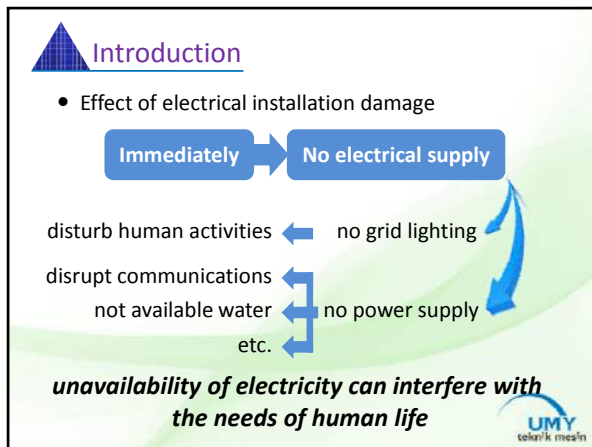 Introduction
• Effect of electrical installation damage
Immediately No electrical supply
disturb human activities no grid lighting
disrupt communications
not available water no power supply
etc.
unavailability of electricity can interfere with
the needs of human life
UMY
teknik mesin